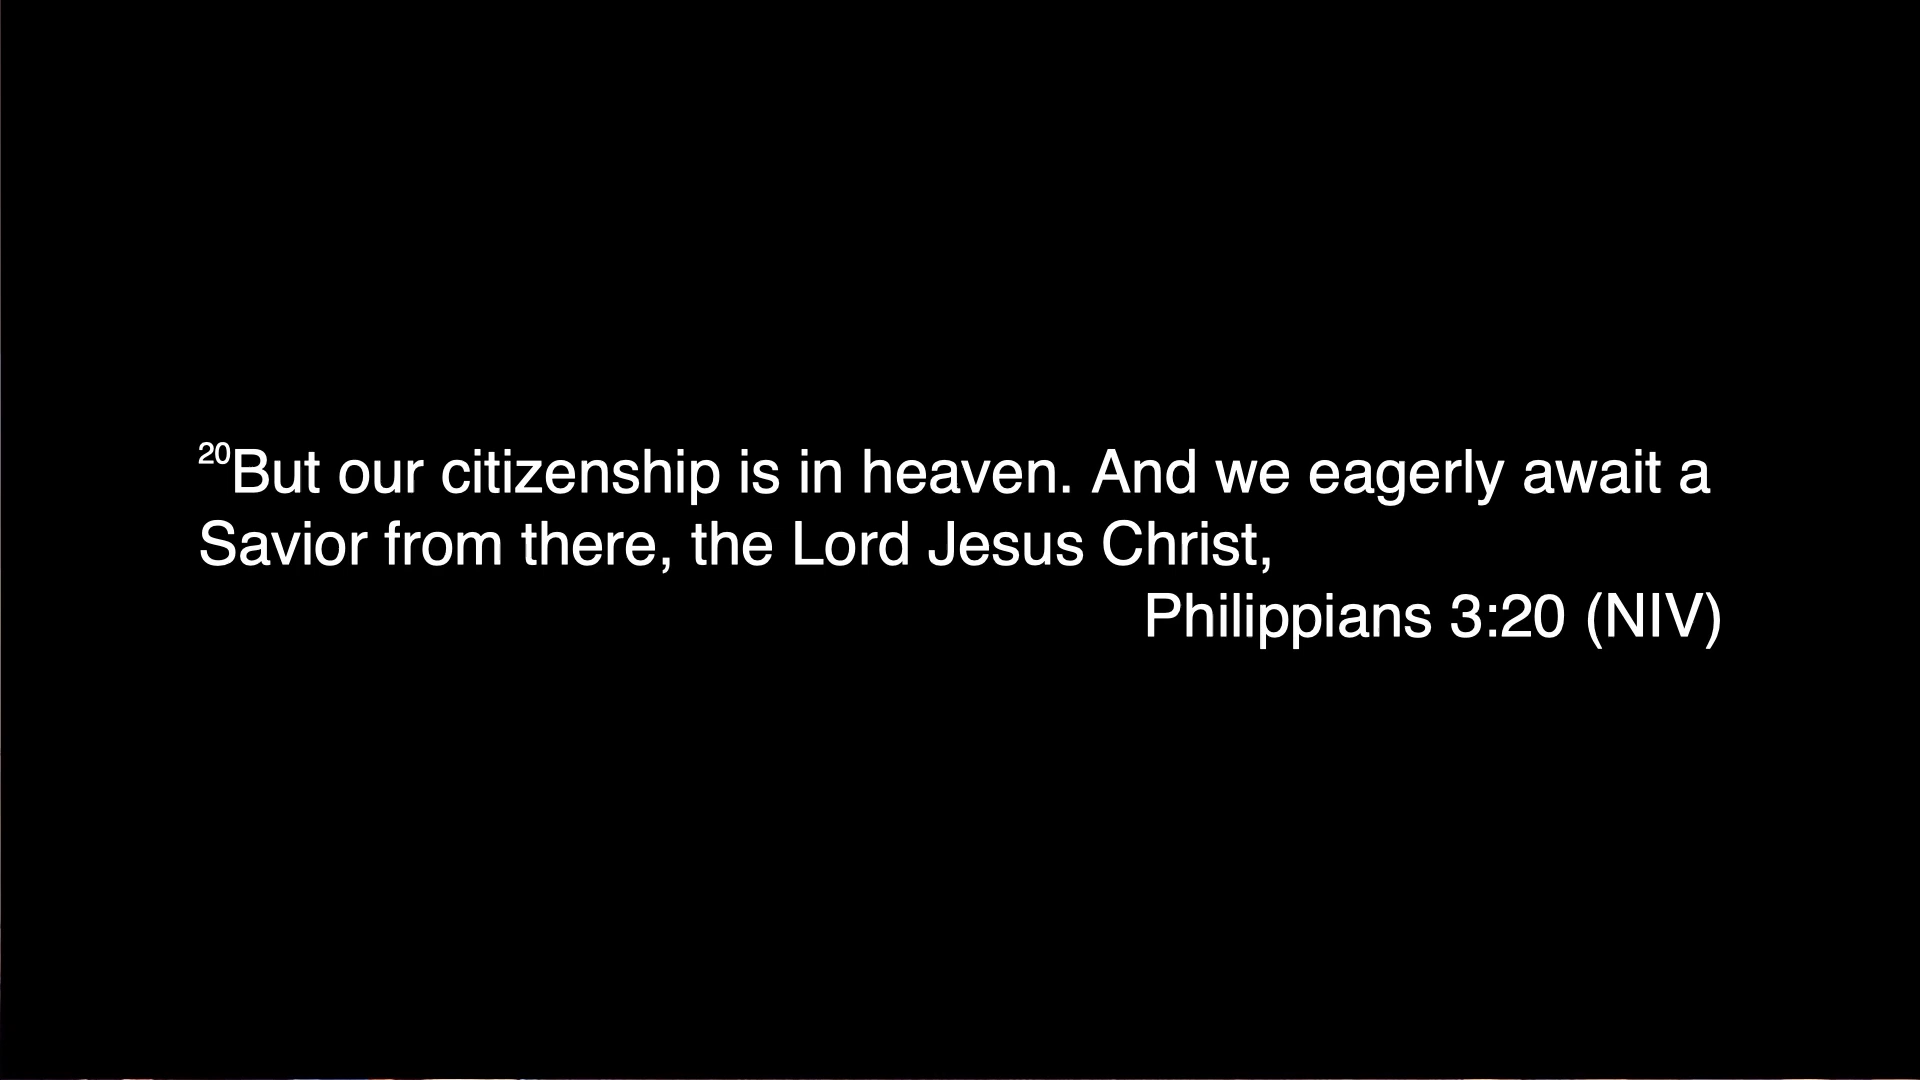 20But our citizenship is in heaven. And we eagerly await a
Savior from there, the Lord Jesus Christ,
Philippians 3:20 (NIV)